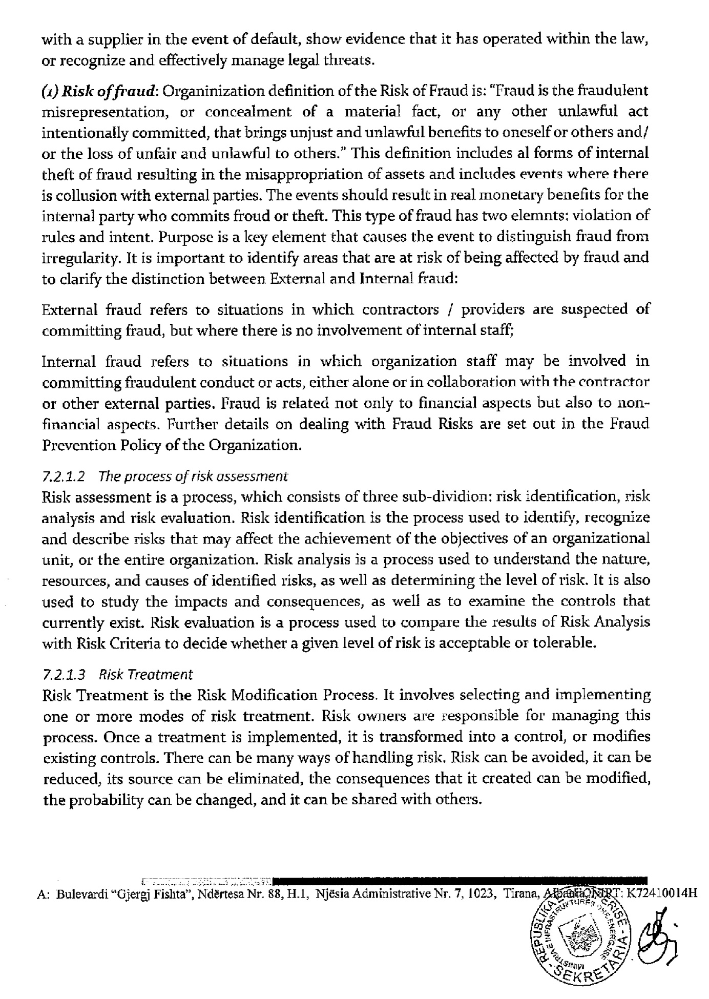 with a supplier in the event of default, show evidence that it has operated within the law,
or recognize and effectively manage legal threats.
(1) Risk of fraud: Organinization definition of the Risk of Fraud is: “Fraud is the fraudulent
misrepresentation, or concealment of a material fact, or any other unlawful act
intentionally committed, that brings unjust and unlawful benefits to oneself or others and/
or the loss of unfair and unlawful to others.” This definition includes al forms of internal
theft of fraud resulting in the misappropriation of assets and includes events where there
is collusion with external parties. The events should result in real monetary benefits for the
internal party who commits froud or theft. This type of fraud has two elemnts: violation of
rules and intent. Purpose is a key element that causes the event to distinguish fraud from
irregularity. It is important to identify areas that are at risk of being affected by fraud and
to clarify the distinction between External and Internal fraud:
External fraud refers to situations in which contractors / providers are suspected of
committing fraud, but where there is no involvement of internal staff;
Internal fraud refers to situations in which organization staff may be involved in
committing fraudulent conduct or acts, either alone or in collaboration with the contractor
or other external parties. Fraud is related not only to financial aspects but also to non-
financial aspects. Further details on dealing with Fraud Risks are set out in the Fraud
Prevention Policy of the Organization.
7.2.1.2 The process of risk assessment
Risk assessment is a process, which consists of three sub-dividion: risk identification, risk
analysis and risk evaluation. Risk identification is the process used to identify, recognize
and describe risks that may affect the achievement of the objectives of an organizational
unit, or the entire organization. Risk analysis is a process used to understand the nature,
resources, and causes of identified risks, as well as determining the level of risk. It is also
used to study the impacts and consequences, as well as to examine the controls that
currently exist. Risk evaluation is a process used to compare the results of Risk Analysis
with Risk Criteria to decide whether a given level of risk is acceptable or tolerable.
7.2.1.3 Risk Treatment
Risk Treatment is the Risk Modification Process. It involves selecting and implementing
one or more modes of risk treatment. Risk owners are responsible for managing this
process. Once a treatment is implemented, it is transformed into a control, or modifies
existing controls. There can be many ways of handling risk. Risk can be avoided, it can be
reduced, its source can be eliminated, the consequences that it created can be modified,
the probability can be changed, and it can be shared with others.
A: Bulevardi “Gjergj Fishta”, Ndërtesa Nr. 88, H.1, Njësia Administrative Nr. 7, 1023, Tirana, Albania, NIPT: K72410014H
REPUBLIKA E SHQIPËRISË
MINISTRIA E INFRASTRUKTURËS DHE ENERGJISË
SEKRETARIA